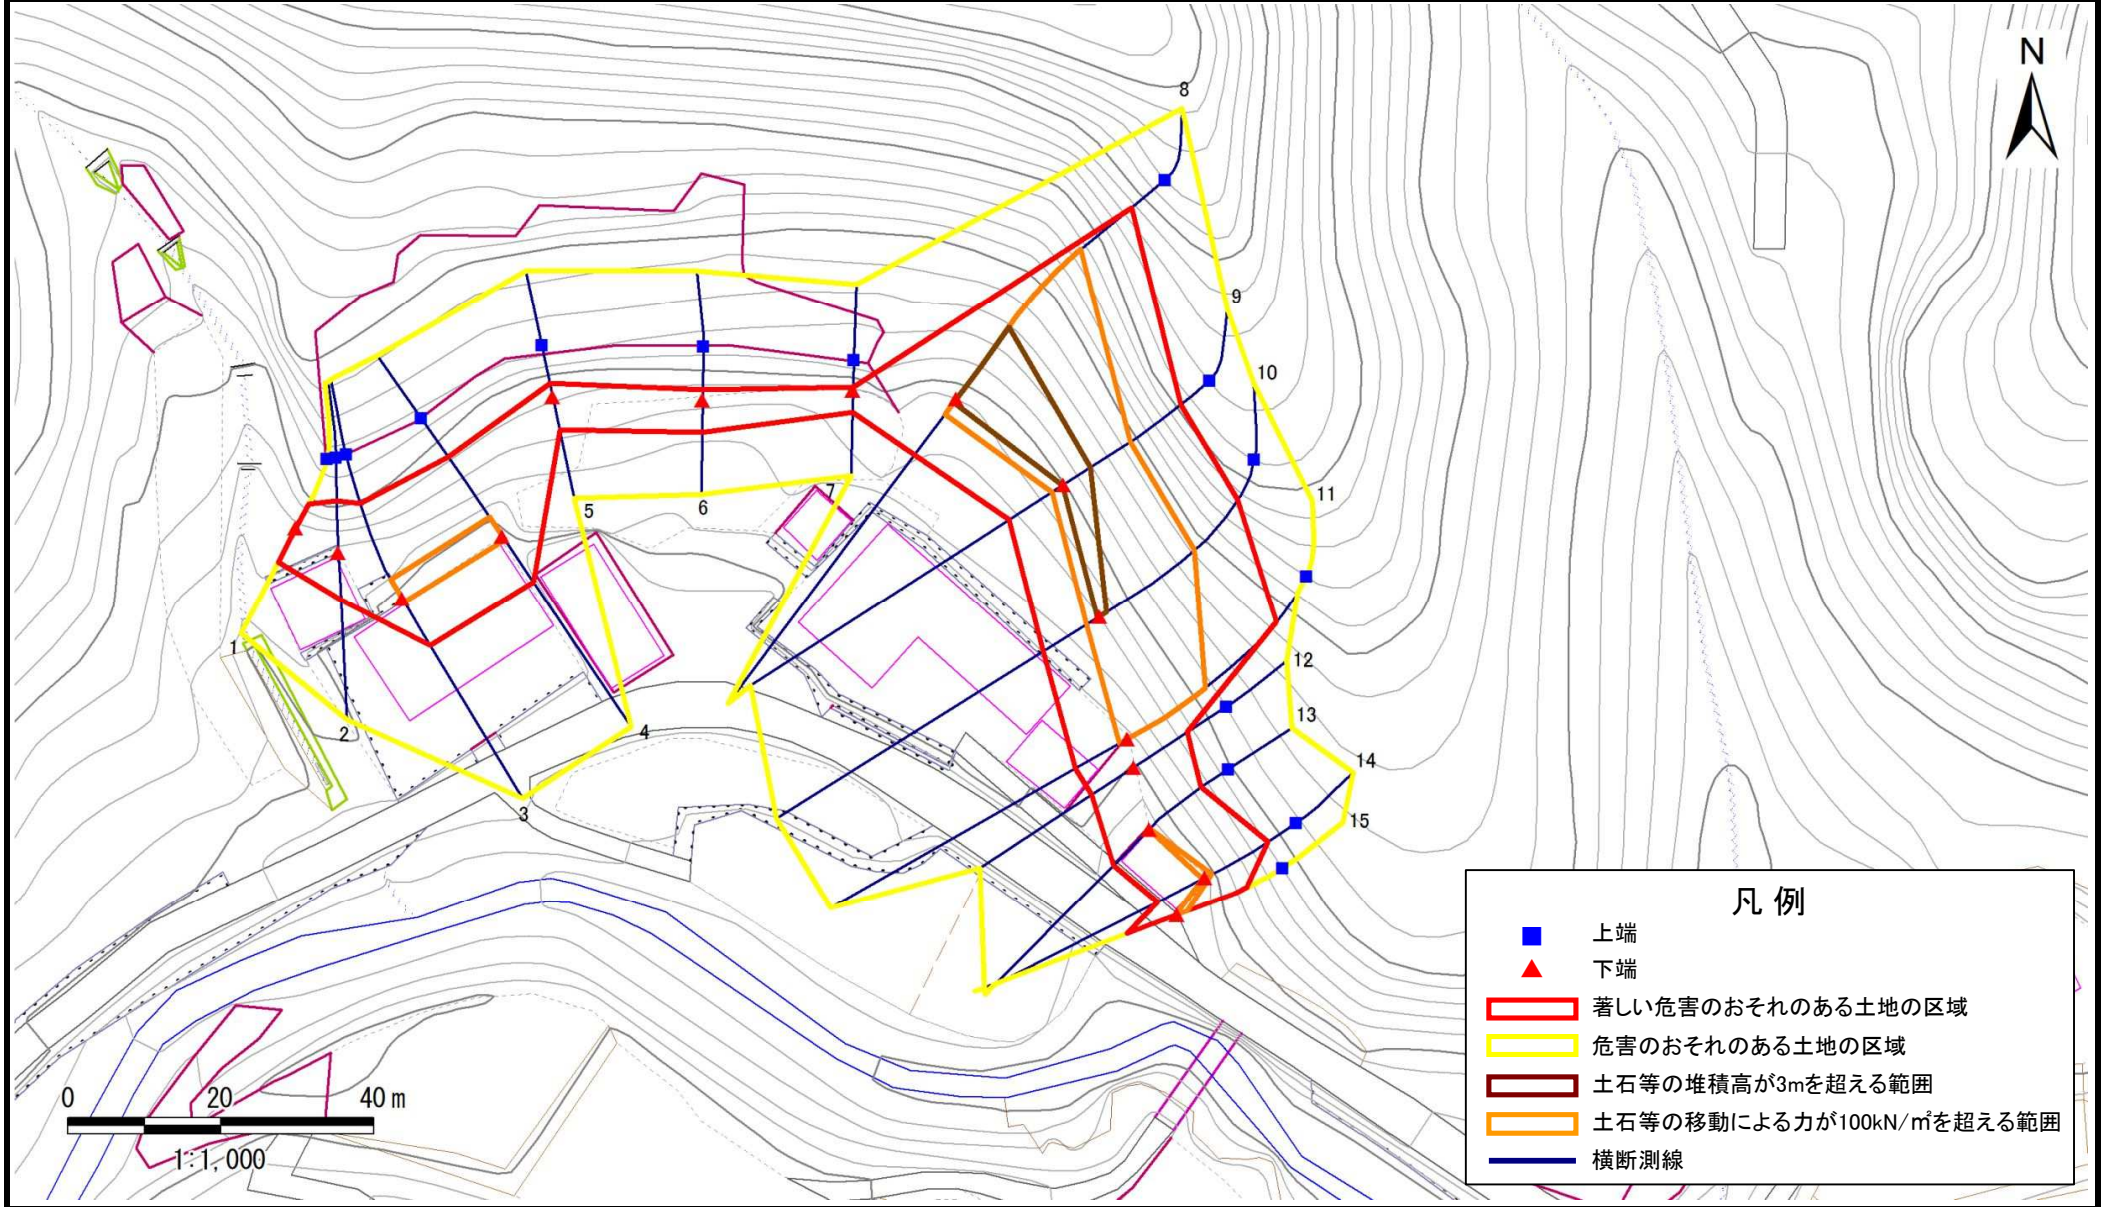 N
8
9
10
11
12
13
14
15
5
6
7
1
2
3
4
凡 例
上端
下端
著しい危害のおそれのある土地の区域
危害のおそれのある土地の区域
土石等の堆積高が3mを超える範囲
土石等の移動による力が100kN/㎡を超える範囲
横断測線
0 20 40 m
1:1,000